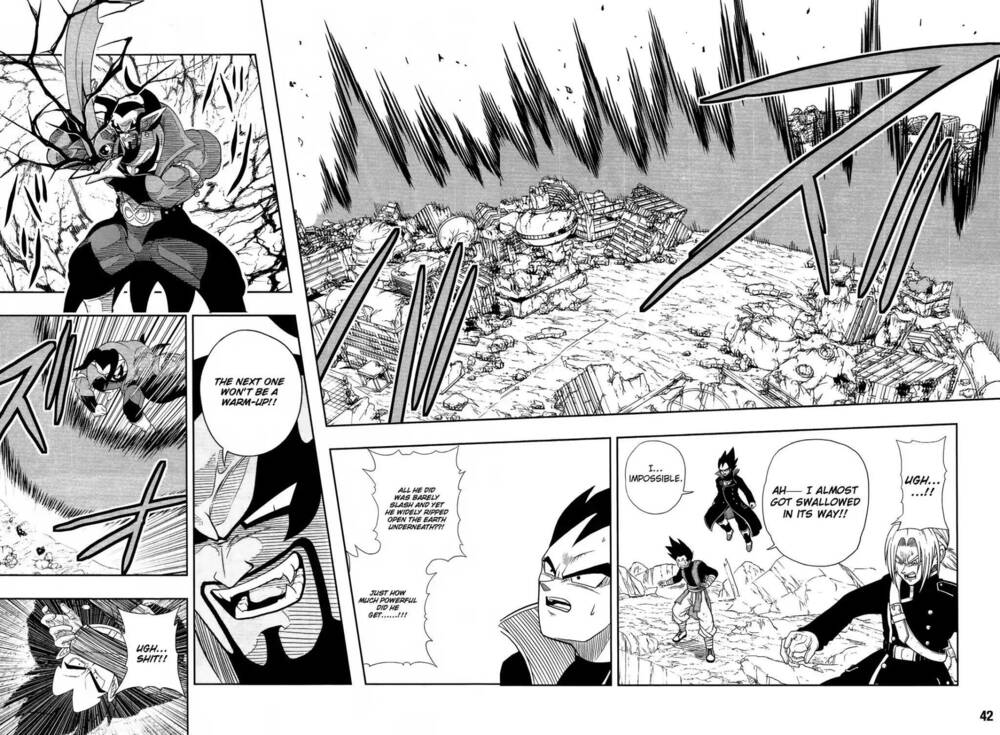 UGH...
...!!
AH— I ALMOST
GOT SWALLOWED
IN ITS WAY!!
I...
IMPOSSIBLE.
ALL HE DID
WAS BARELY
SLASH AND YET
HE WIDELY RIPPED
OPEN THE EARTH
UNDERNEATH?!!
JUST HOW
MUCH POWERFUL
DID HE
GET......!!!
THE NEXT ONE
WON'T BE A
WARM-UP!!
UGH...
SHIT!!
42